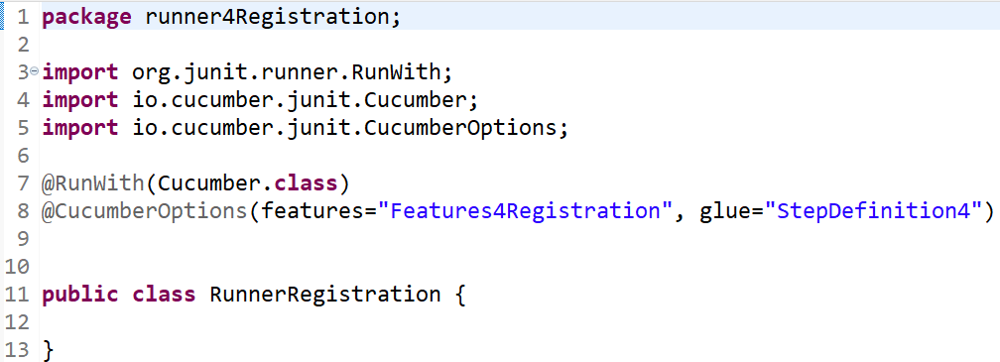 1 package runner4Registration;
2
3 import org.junit.runner.RunWith;
4 import io.cucumber.junit.Cucumber;
5 import io.cucumber.junit.CucumberOptions;
6
7 @RunWith(Cucumber.class)
8 @CucumberOptions(features="Features4Registration", glue="StepDefinition4")
9
10
11 public class RunnerRegistration {
12
13 }